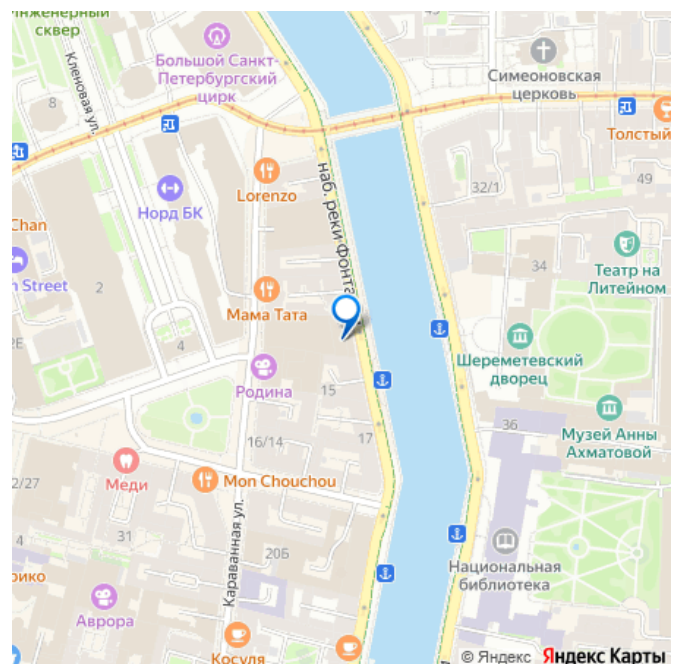 Инженерный
сквер
Кленовая ул.
8
Большой Санкт-
Петербургский
цирк
Симеоновская
церковь
Толстый
49
Lorenzo
Норд БК
наб. реки Фонта
32/1
Chan
n Street
2
2Е
4
Мама Тата
34
Театр на
Литейном
Шереметевский
дворец
Родина
15
16/14
17
36
Музей Анны
Ахматовой
Меди
2/27
Mon Chouchou
31
4
Караванная ул.
20Б
Национальная
библиотека
рико
Аврора
Косуля
© Яндекс Яндекс Карты